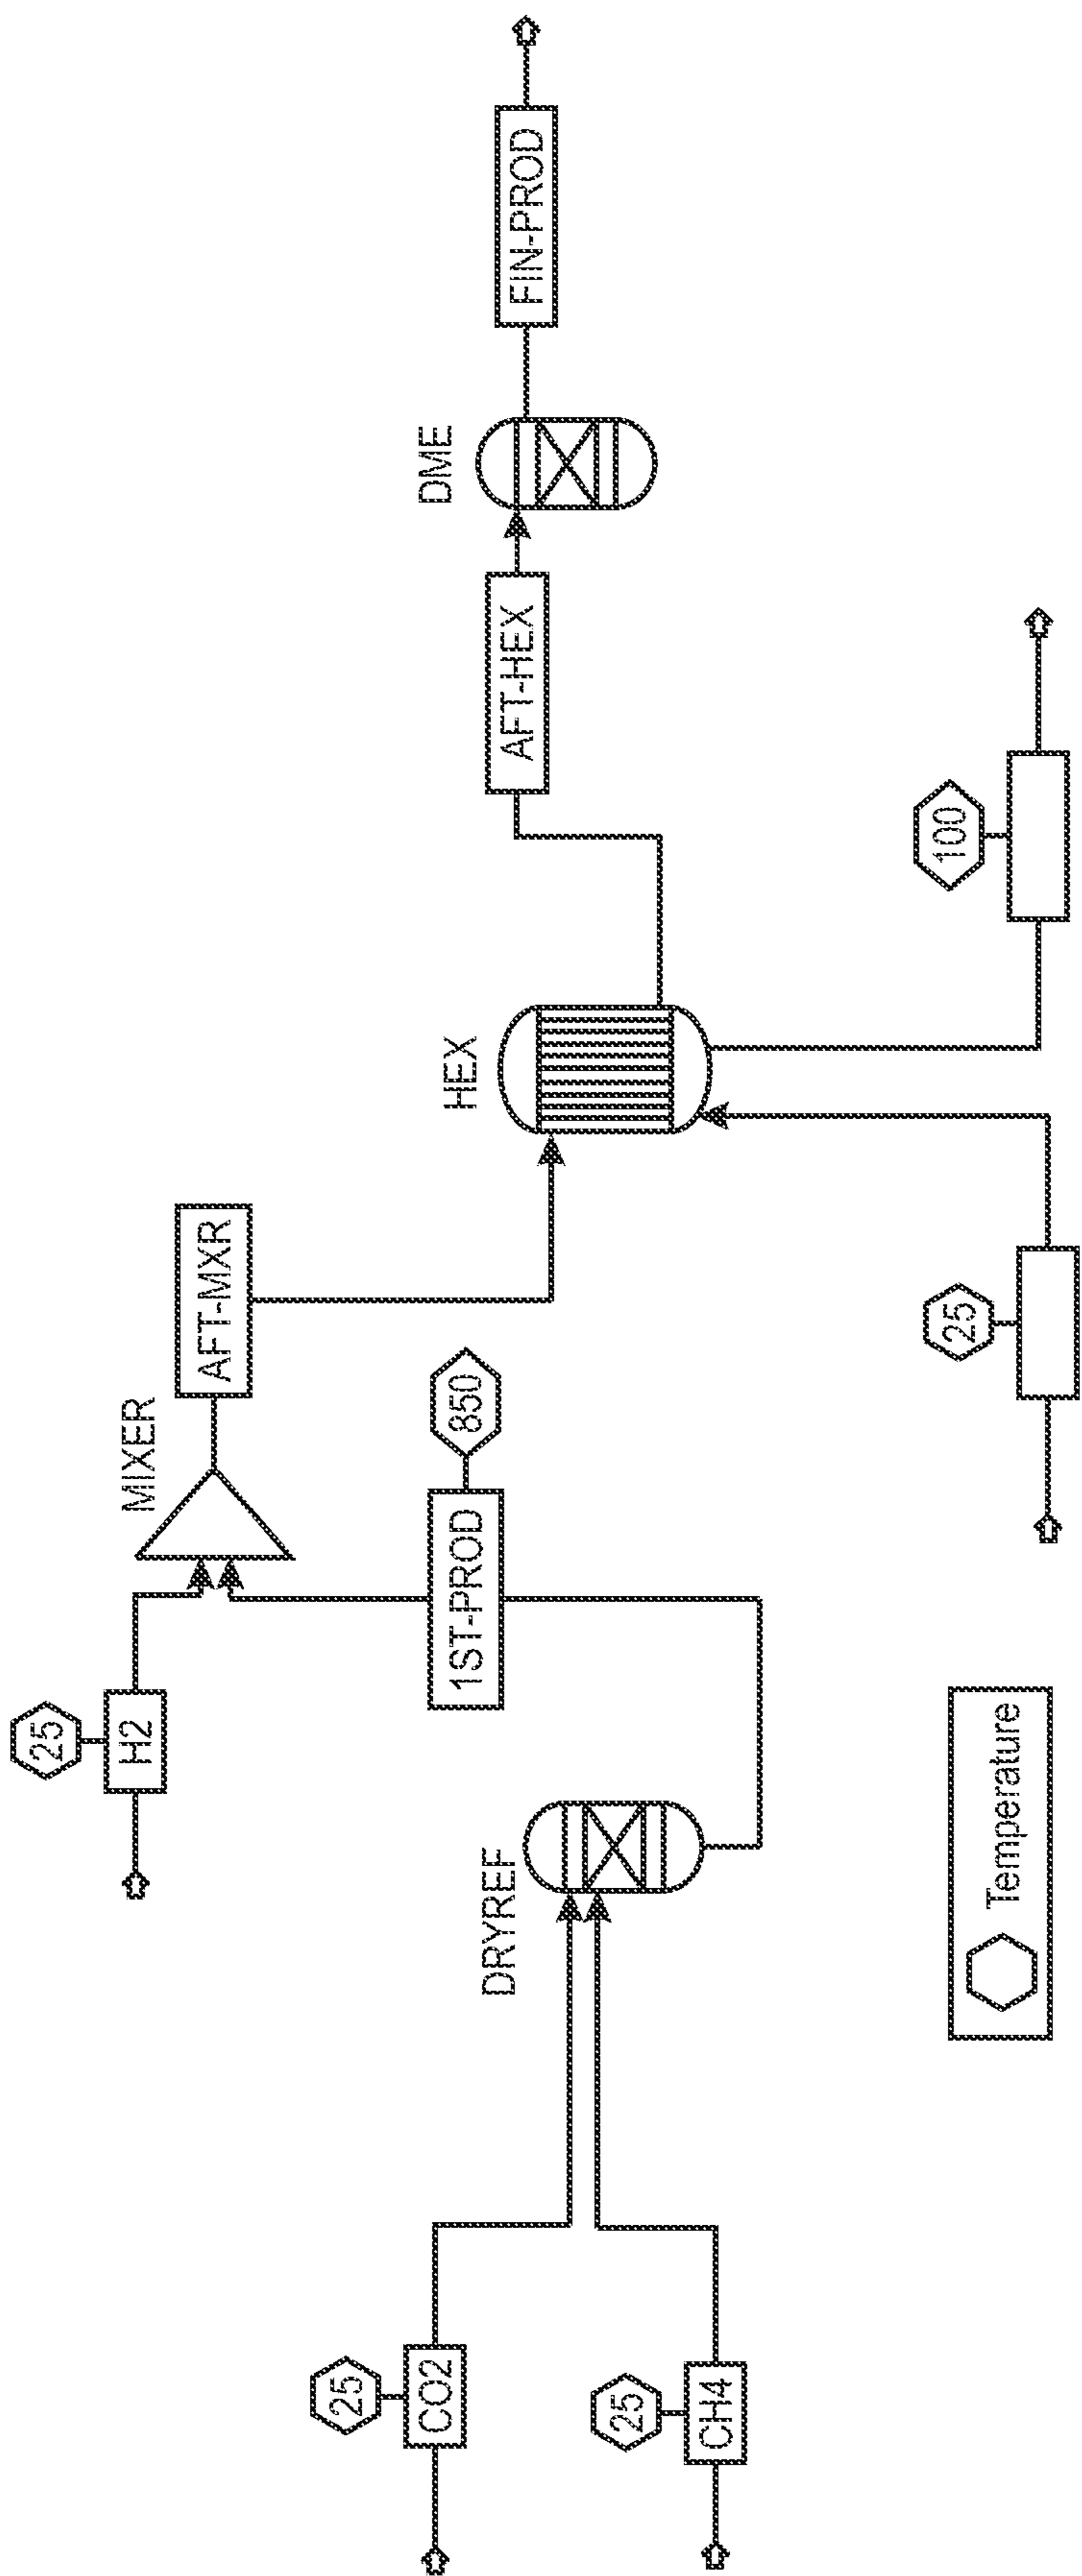 25
CO2
25
CH4
DRYREF
25
H2
1ST-PROD
850
MIXER
AFT-MXR
HEX
25
100
AFT-HEX
DME
FIN-PROD
Temperature